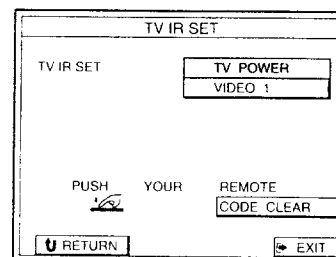 TV IR SET
TV IR SET TV POWER
VIDEO 1
PUSH YOUR REMOTE
CODE CLEAR
RETURN EXIT